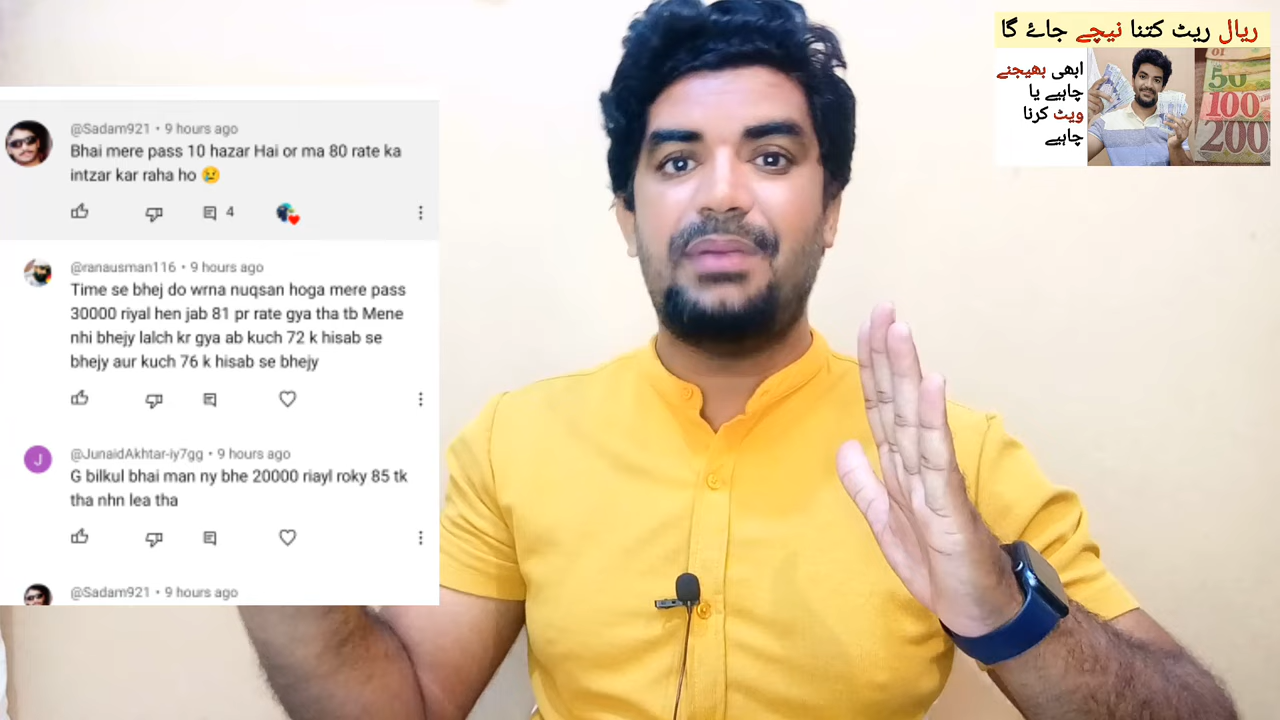 @Sadam921 • 9 hours ago
Bhai mere pass 10 hazar Hai or ma 80 rate ka
intzar kar raha ho 😢
4
@ranausman116 • 9 hours ago
Time se bhej do wrna nuqsan hoga mere pass
30000 riyal hen jab 81 pr rate gya tha tb Mene
nhi bhejy lalch kr gya ab kuch 72 k hisab se
bhejy aur kuch 76 k hisab se bhejy
J
@JunaidAkhtar-iy7gg • 9 hours ago
G bilkul bhai man ny bhe 20000 riayl roky 85 tk
tha nhn lea tha
@Sadam921 • 9 hours ago
ریال ریٹ کتنا نیچے جائے گا
ابھی بھیجنے
چاہیے یا
ویٹ کرنا
چاہیے
50
100
200